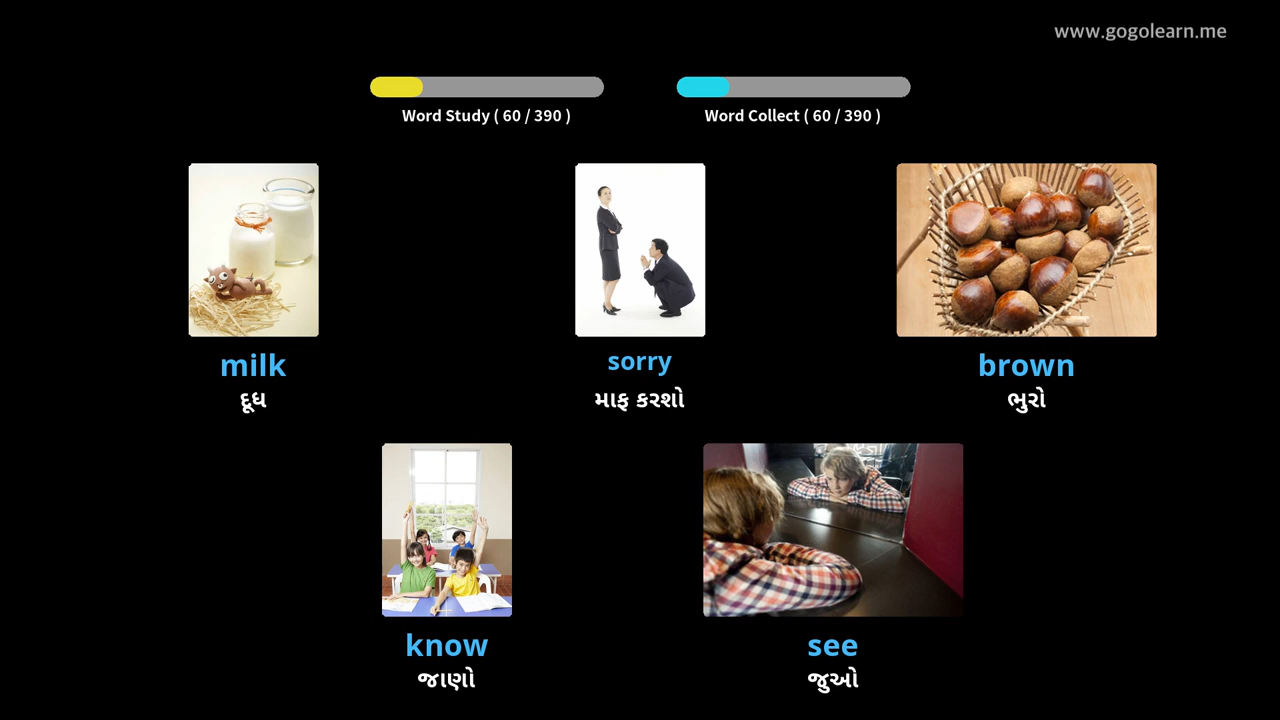 www.gogolearn.me
Word Study ( 60 / 390 )
Word Collect ( 60 / 390 )
milk
દૂધ
sorry
માફ કરશો
brown
ભુરો
know
જાણો
see
જુઓ